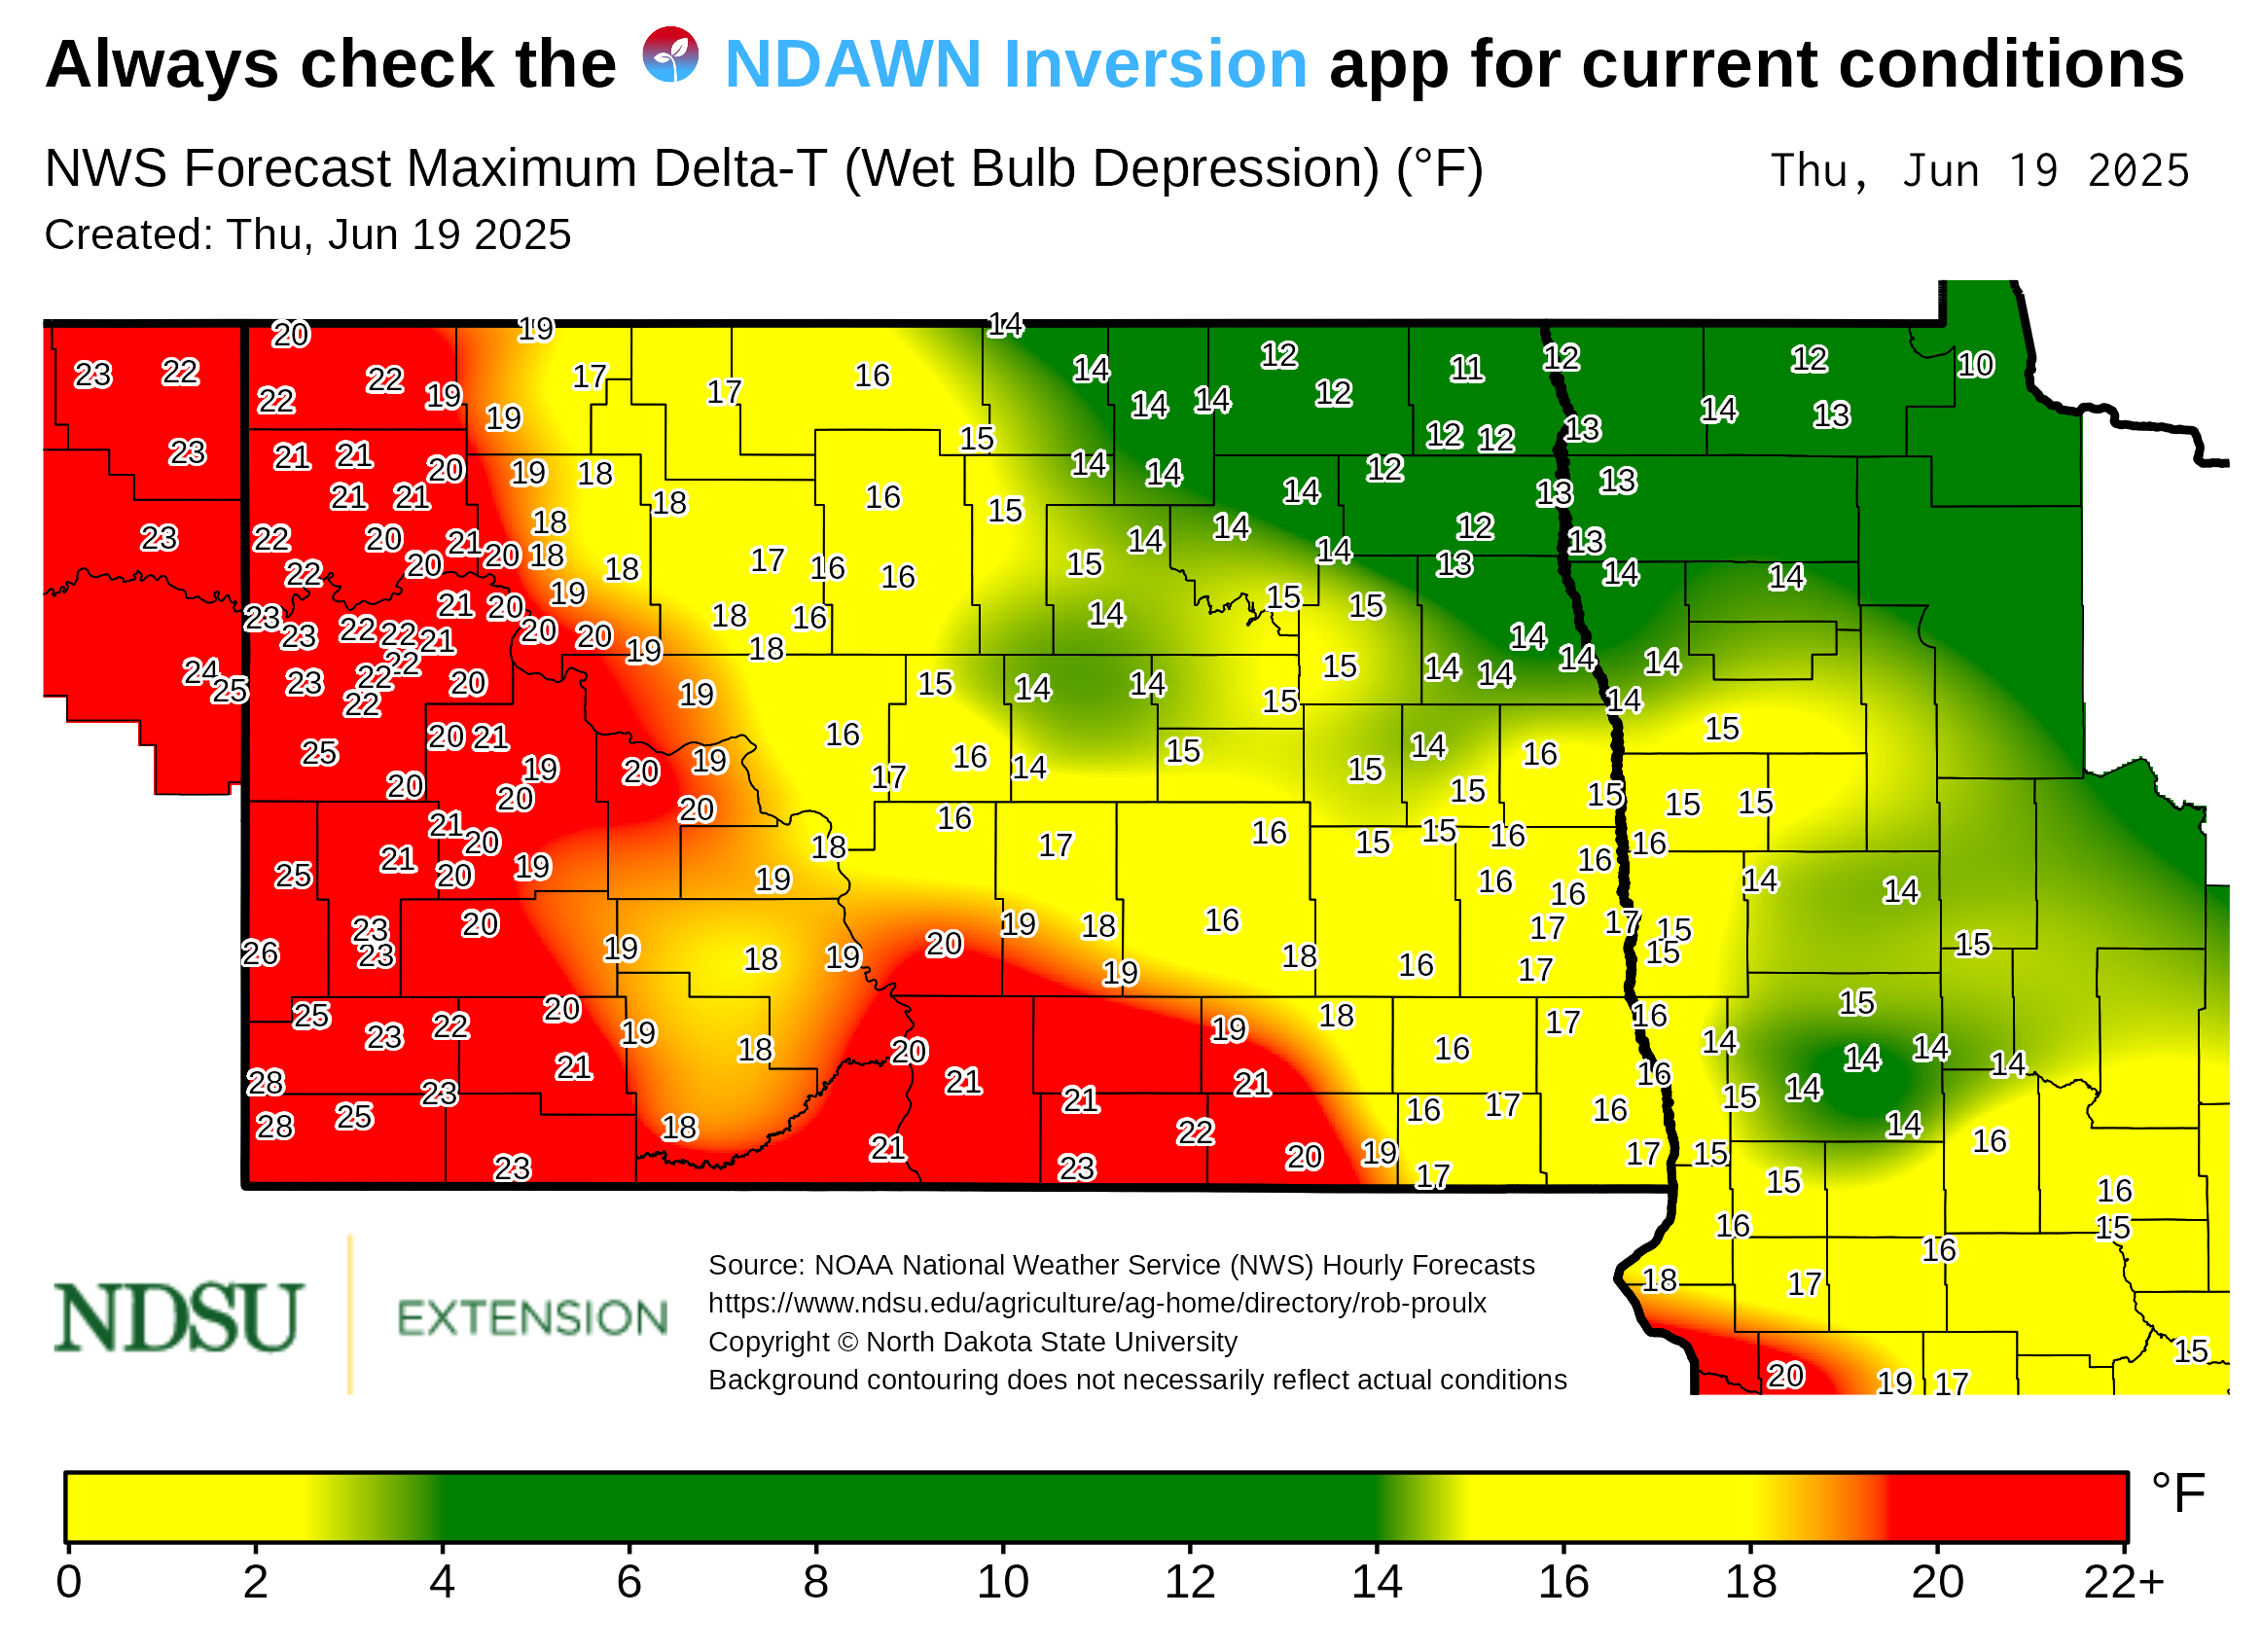 Always check the NDAWN Inversion app for current conditions
NWS Forecast Maximum Delta-T (Wet Bulb Depression) (°F) Thu, Jun 19 2025
Created: Thu, Jun 19 2025
20 19 14
23 22 22 17 16 14 12 11 12 12 10
22 19 19 17 14 14 12 14 13
23 21 21 20 19 18 15 14 14 12 12 12 13
21 21 18 16 15 14 13 13
23 22 20 21 20 18 18 17 14 14 12 13
22 20 19 18 16 16 15 14 13 14 14
23 23 22 22 21 21 20 20 20 19 18 18 16 14 15 15 14
24 25 23 22 22 22 20 19 15 14 14 15 15 14 15 14 14 14
25 20 21 19 20 19 16 17 16 14 15 15 14 16 14 15
20 20 20 16 15 15 15 15
21 21 20 20 19 18 19 17 16 15 15 16 16 16
25 16 16 14 14
26 23 23 20 19 18 19 20 19 18 19 16 18 16 17 17 17 15 15 15
25 23 22 20 19 18 20 19 18 16 17 16 14 15 14 14 14
28 23 21 21 21 21 16 15 14
28 25 18 21 22 20 19 16 17 16 14 16
23 23 17 17 15 15 16
16 16 15
18 17
20 19 17 15
NDSU EXTENSION
Source: NOAA National Weather Service (NWS) Hourly Forecasts
https://www.ndsu.edu/agriculture/ag-home/directory/rob-proulx
Copyright © North Dakota State University
Background contouring does not necessarily reflect actual conditions
°F
0 2 4 6 8 10 12 14 16 18 20 22+